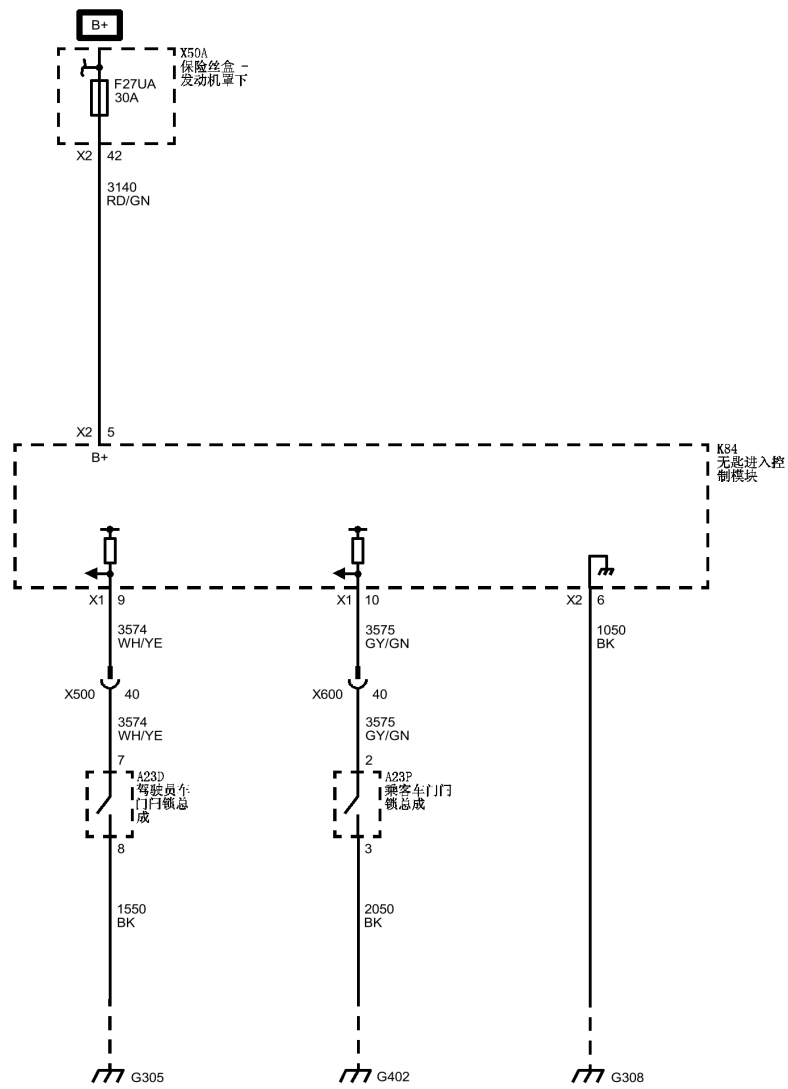 B+
X50A
保险丝盒 -
发动机罩下
F27UA
30A
X2 42
3140
RD/GN
X2 5
B+
K84
无匙进入控
制模块
X1 9
X1 10
X2 6
3574
WH/YE
3575
GY/GN
1050
BK
X500 40
X600 40
3574
WH/YE
3575
GY/GN
7
2
A23D
驾驶员车
门闩锁总
成
A23P
乘客车门闩
锁总成
8
3
1550
BK
2050
BK
G305
G402
G308